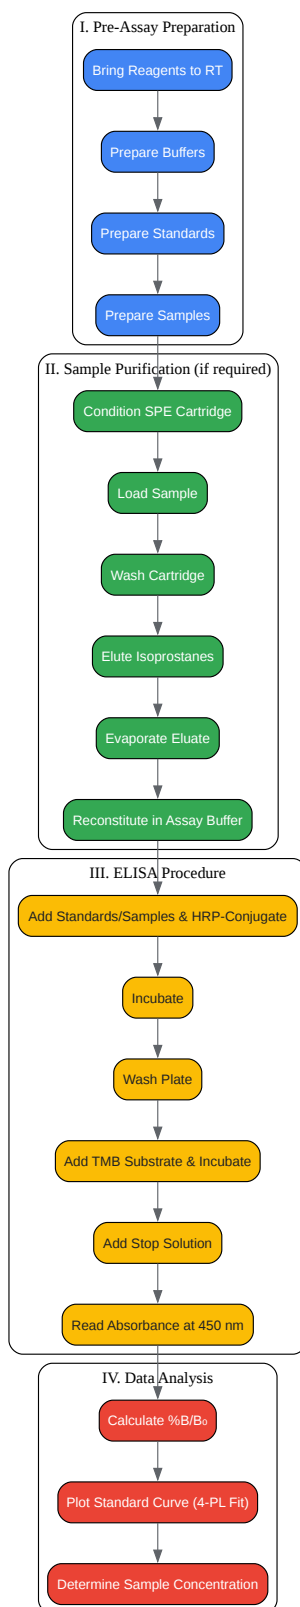 I. Pre-Assay Preparation
Bring Reagents to RT
Prepare Buffers
Prepare Standards
Prepare Samples
II. Sample Purification (if required)
Condition SPE Cartridge
Load Sample
Wash Cartridge
Elute Isoprostanes
Evaporate Eluate
Reconstitute in Assay Buffer
III. ELISA Procedure
Add Standards/Samples & HRP-Conjugate
Incubate
Wash Plate
Add TMB Substrate & Incubate
Add Stop Solution
Read Absorbance at 450 nm
IV. Data Analysis
Calculate %B/B₀
Plot Standard Curve (4-PL Fit)
Determine Sample Concentration